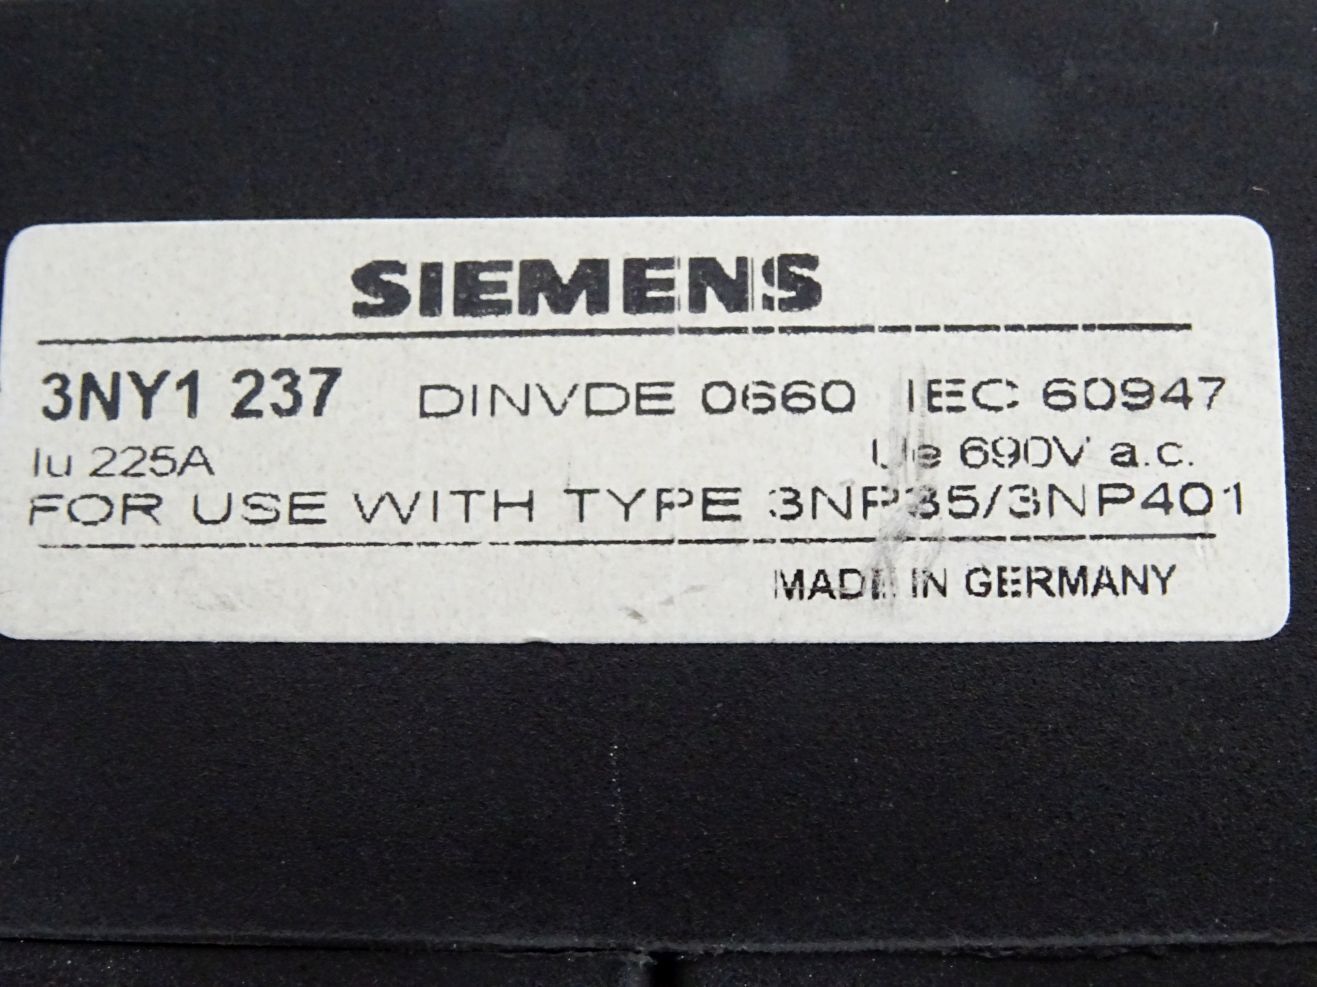 SIEMENS
3NY1 237 DINVDE 0660 IEC 60947
Iu 225A Ue 690V a.c.
FOR USE WITH TYPE 3NP35/3NP401
MADE IN GERMANY